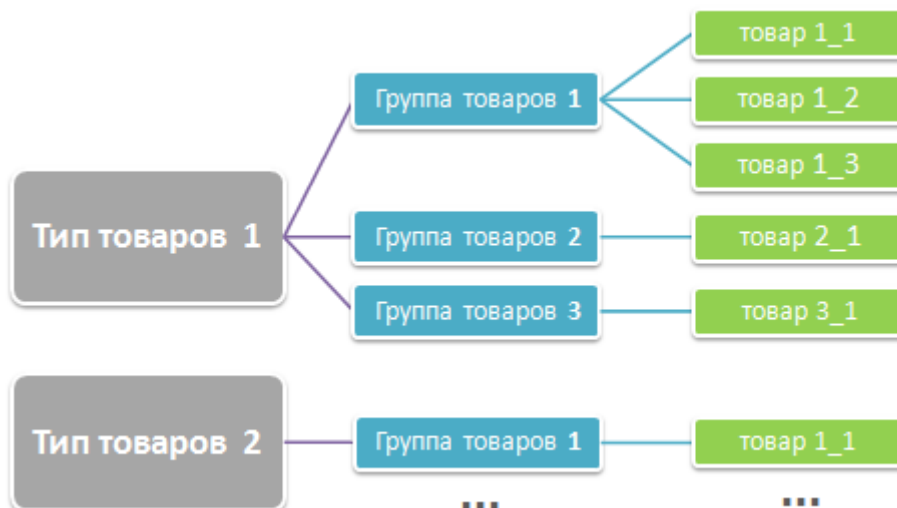 товар 1_1
Группа товаров 1
товар 1_2
товар 1_3
Тип товаров 1
Группа товаров 2
товар 2_1
Группа товаров 3
товар 3_1
Тип товаров 2
Группа товаров 1
товар 1_1
...
...